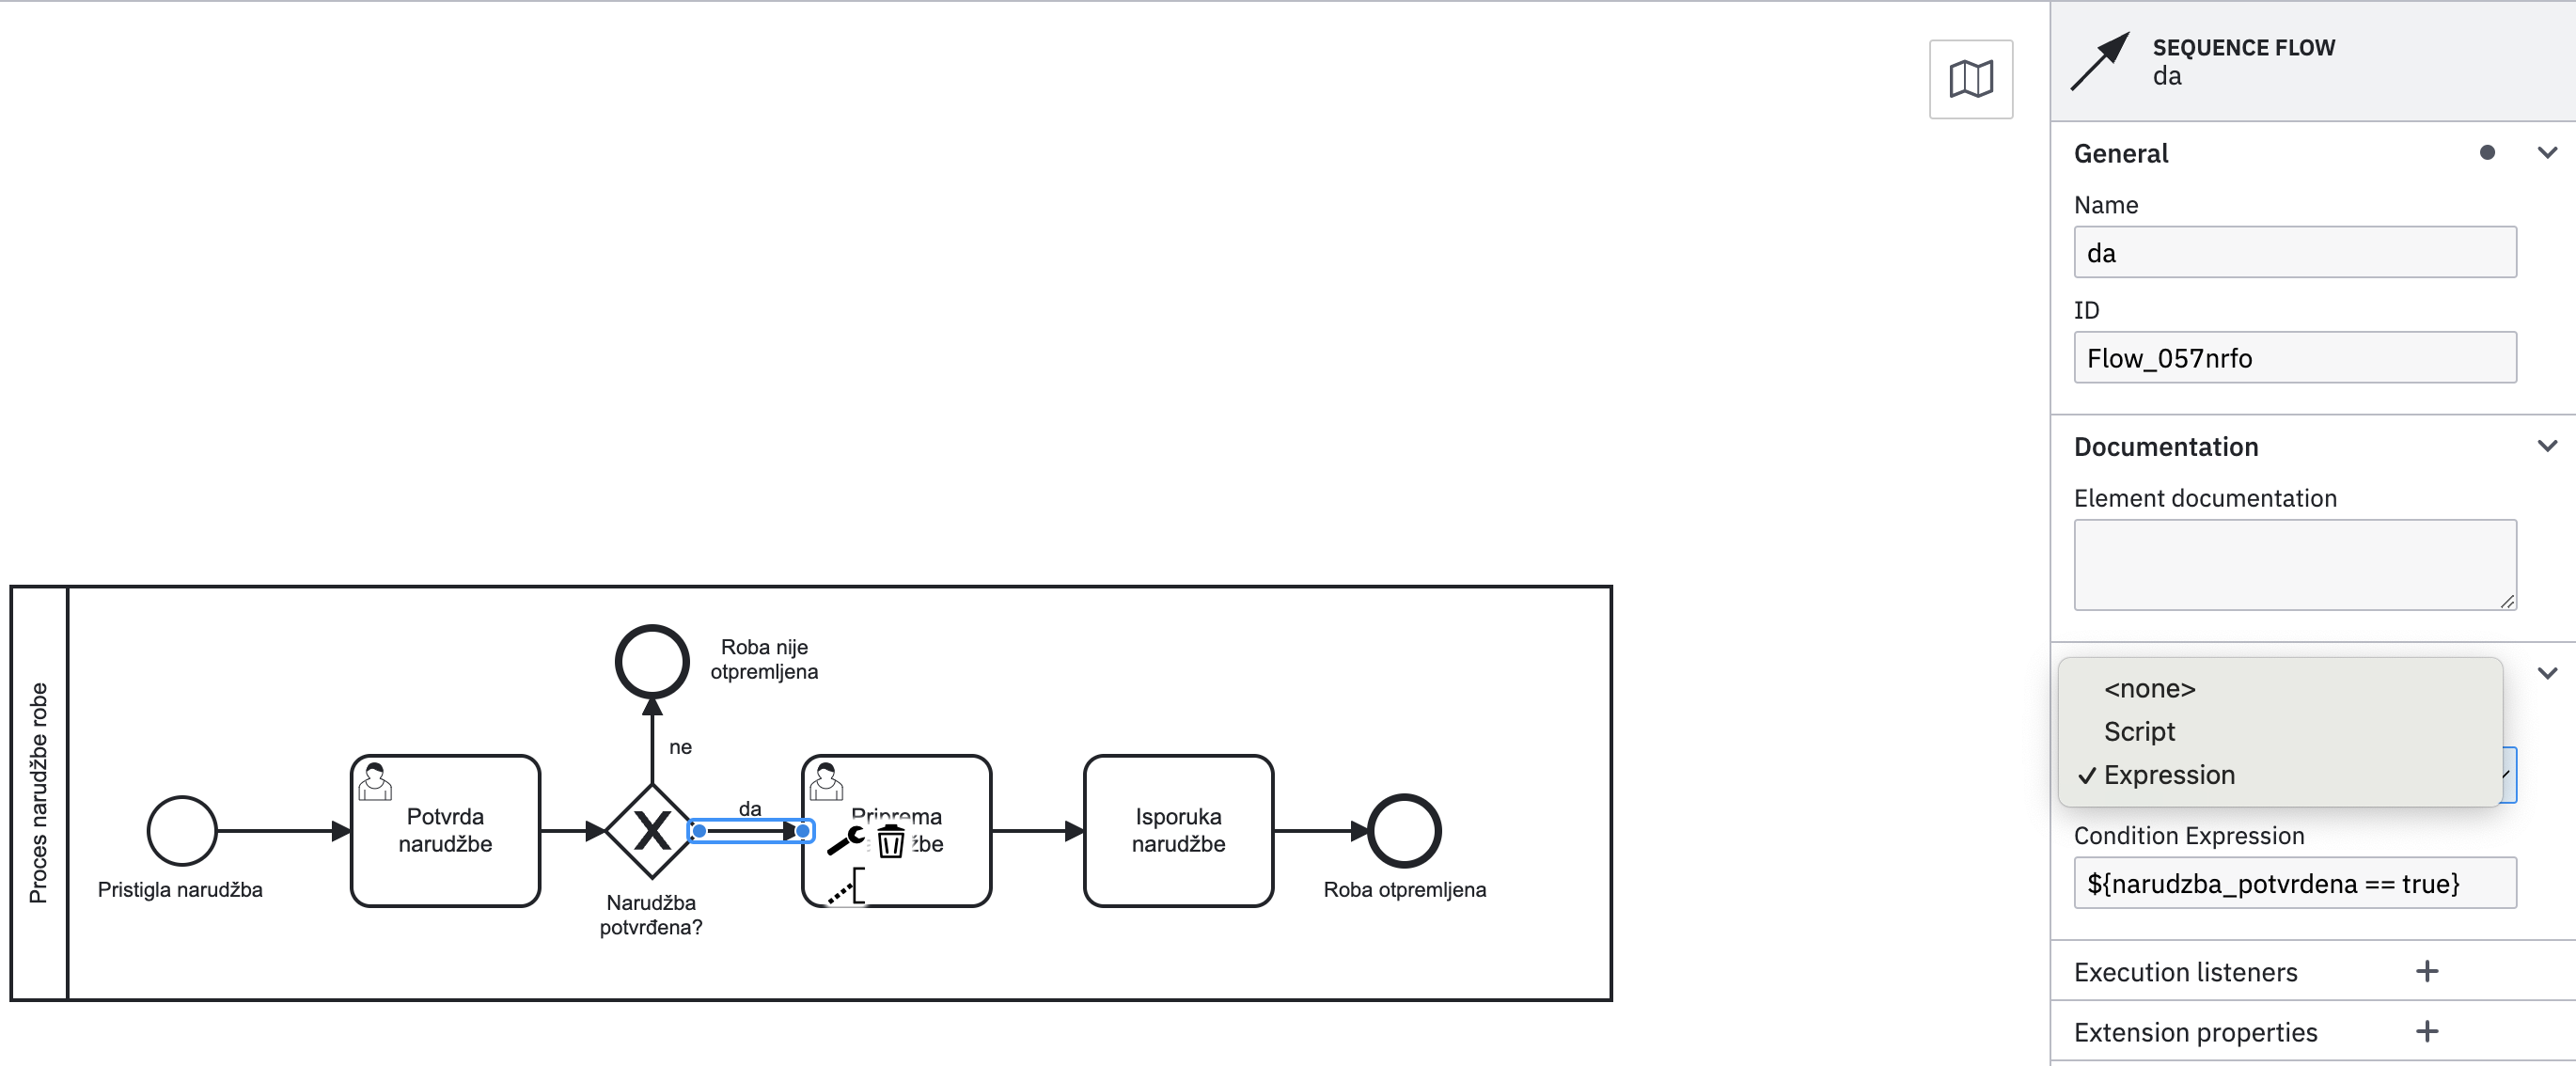 SEQUENCE FLOW
da
General
Name
da
ID
Flow_057nrfo
Documentation
Element documentation
<none>
Script
Expression
Condition Expression
${narudzba_potvrdena == true}
Execution listeners
Extension properties
Proces narudžbe robe
Pristigla narudžba
Potvrda
narudžbe
Roba nije
otpremljena
ne
X
Narudžba
potvrđena?
da
Priprema
Isporuka
narudžbe
Roba otpremljena